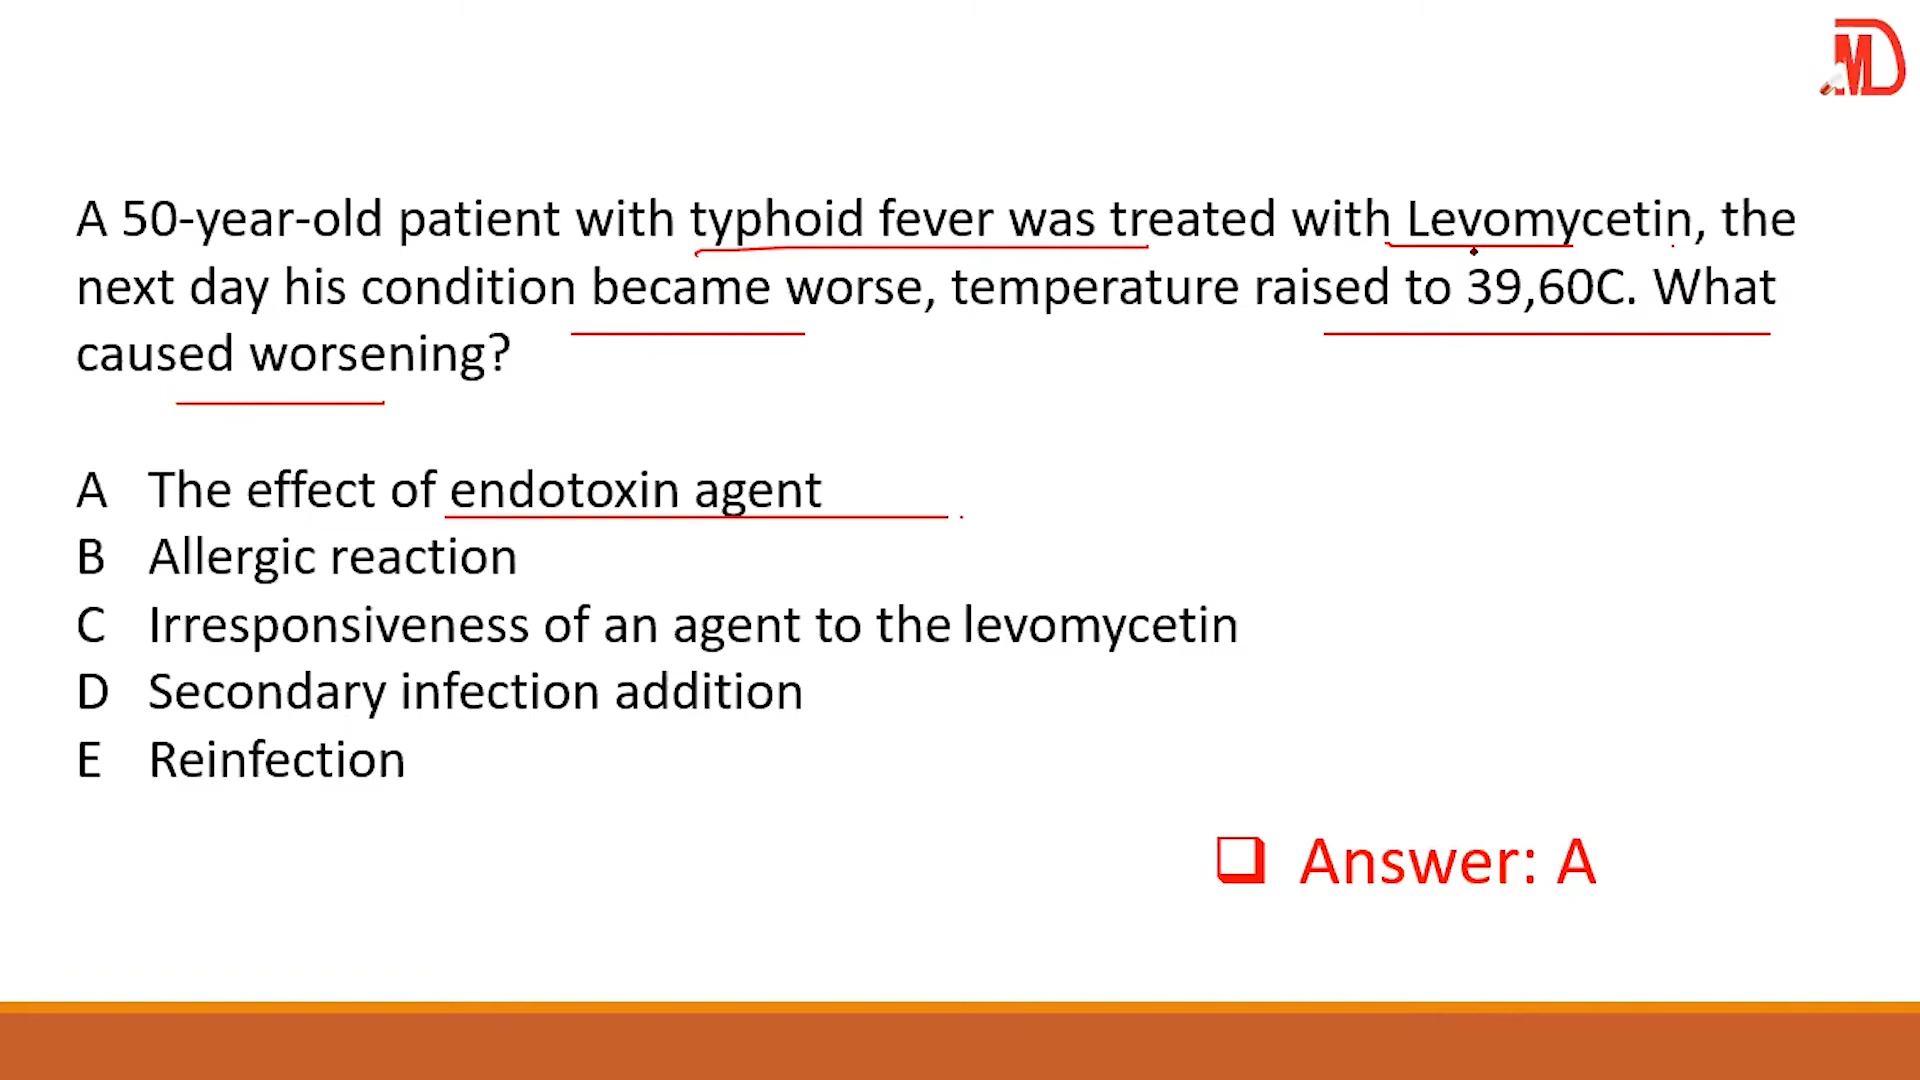 MD
A 50-year-old patient with typhoid fever was treated with Levomycetin, the
next day his condition became worse, temperature raised to 39,60C. What
caused worsening?
A The effect of endotoxin agent
B Allergic reaction
C Irresponsiveness of an agent to the levomycetin
D Secondary infection addition
E Reinfection
❑ Answer: A